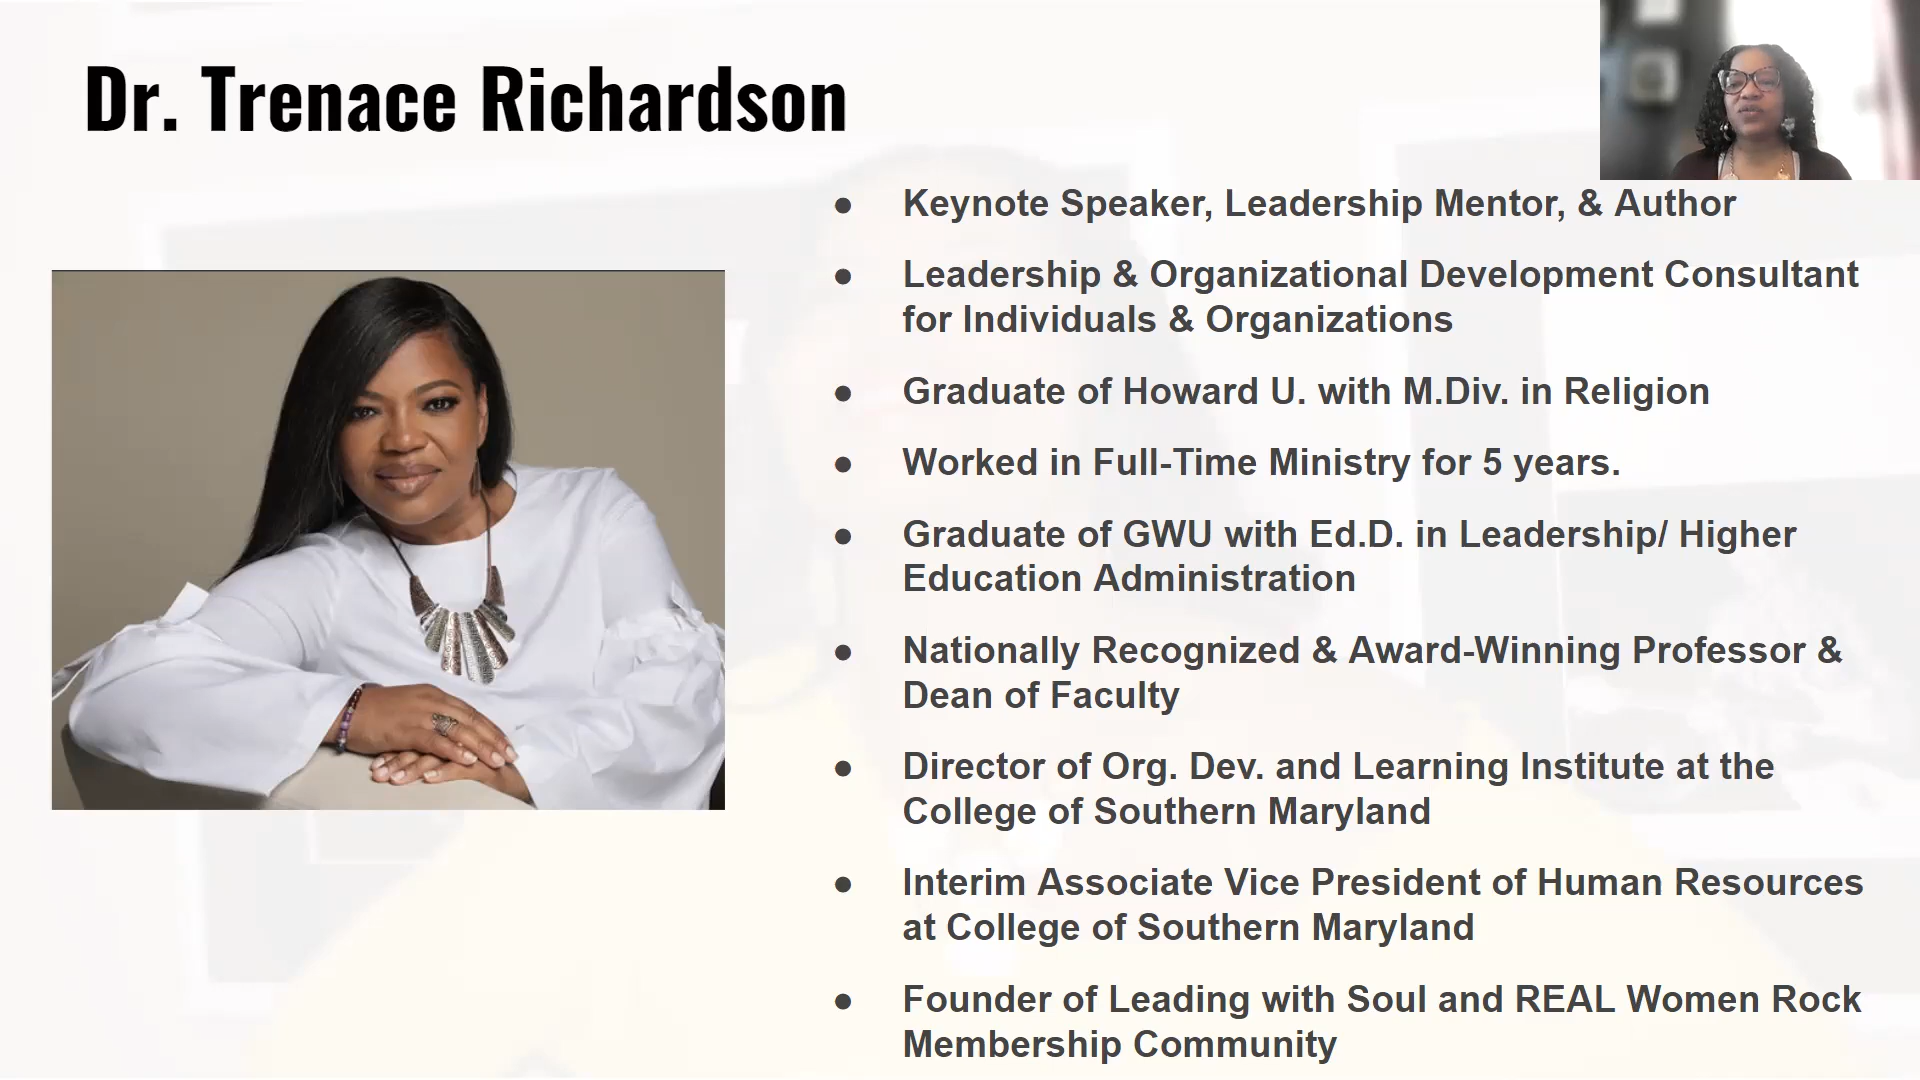 Dr. Trenace Richardson
● Keynote Speaker, Leadership Mentor, & Author
● Leadership & Organizational Development Consultant
for Individuals & Organizations
● Graduate of Howard U. with M.Div. in Religion
● Worked in Full-Time Ministry for 5 years.
● Graduate of GWU with Ed.D. in Leadership/ Higher
Education Administration
● Nationally Recognized & Award-Winning Professor &
Dean of Faculty
● Director of Org. Dev. and Learning Institute at the
College of Southern Maryland
● Interim Associate Vice President of Human Resources
at College of Southern Maryland
● Founder of Leading with Soul and REAL Women Rock
Membership Community